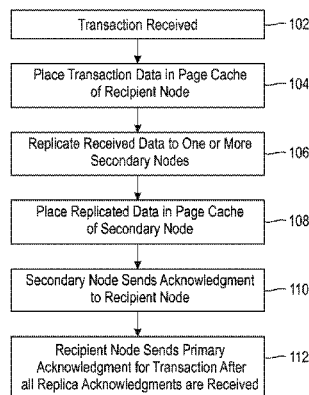 Transaction Received
102
Place Transaction Data in Page Cache
of Recipient Node
104
Replicate Received Data to One or More
Secondary Nodes
106
Place Replicated Data in Page Cache
of Secondary Node
108
Secondary Node Sends Acknowledgment
to Recipient Node
110
Recipient Node Sends Primary
Acknowledgment for Transaction After
all Replica Acknowledgments are Received
112